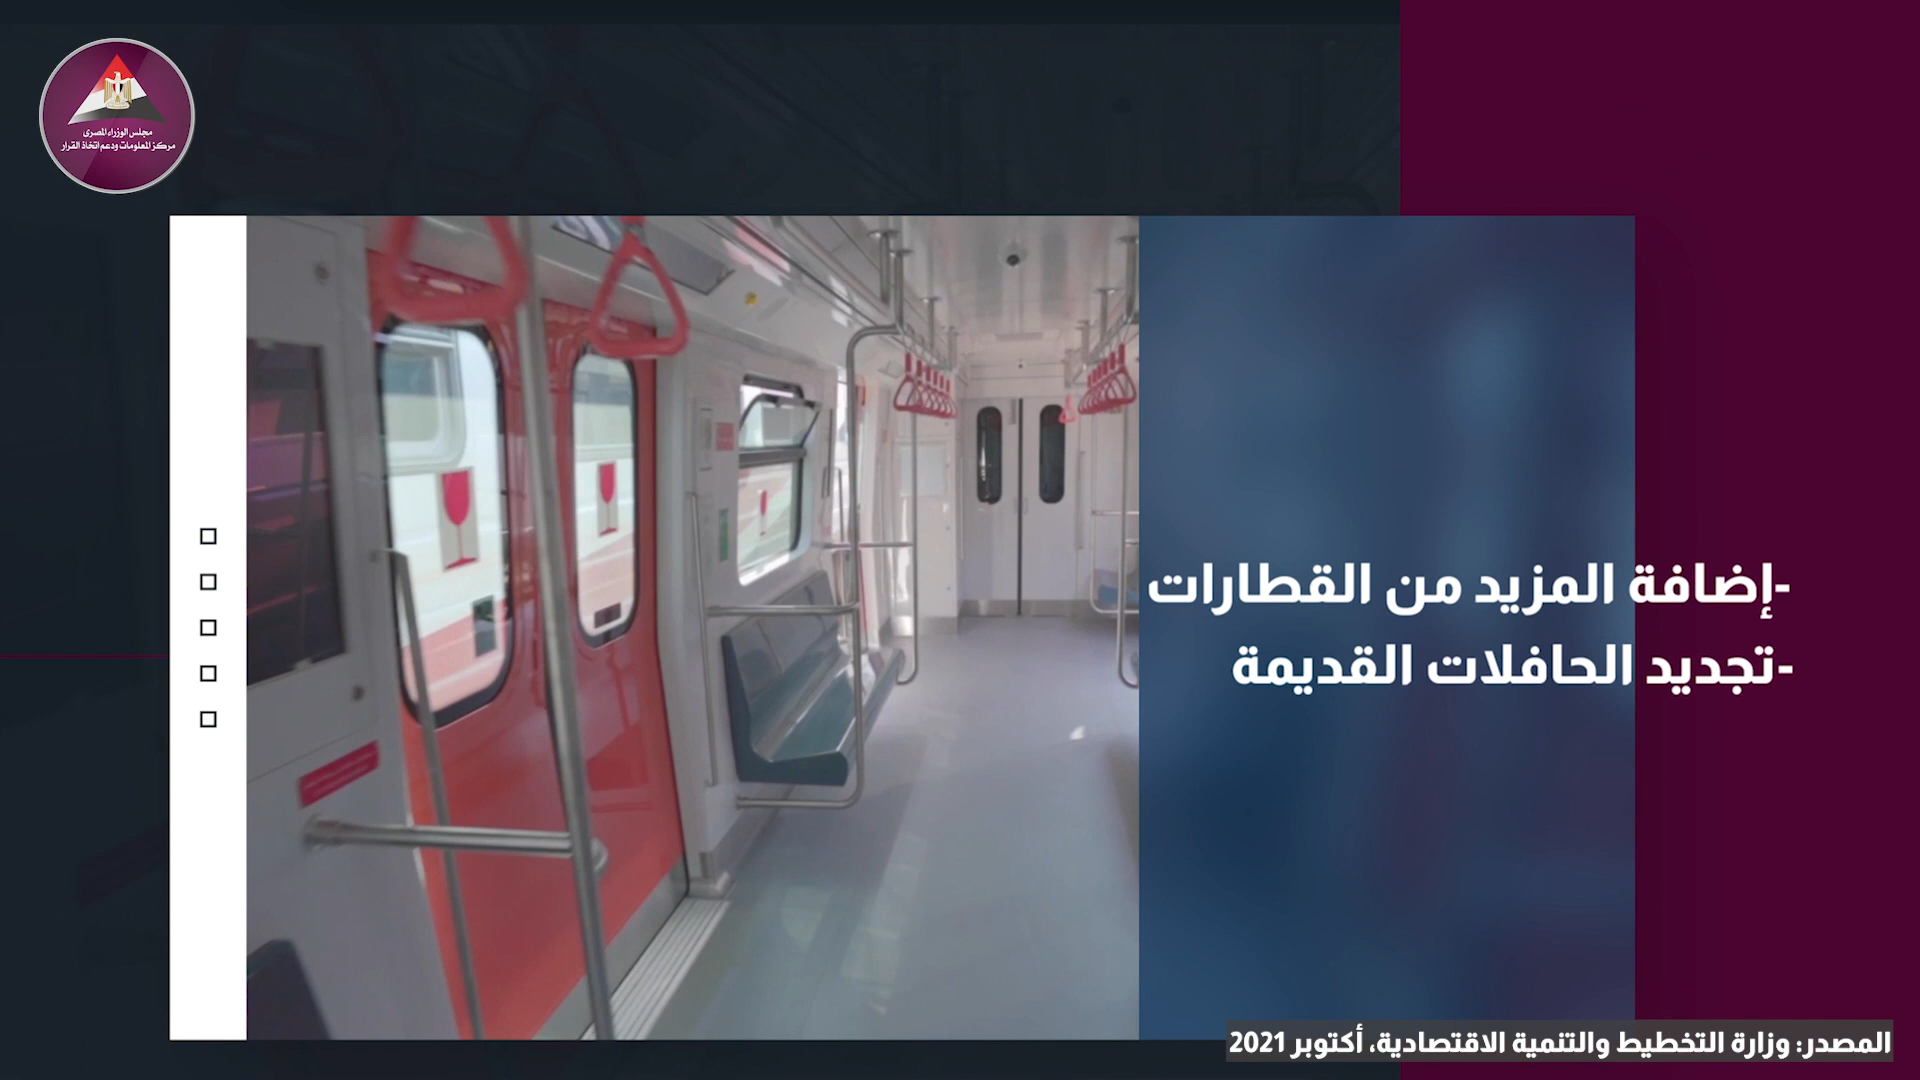 مجلس الوزراء المصرى
مركز المعلومات ودعم اتخاذ القرار
-إضافة المزيد من القطارات
-تجديد الحافلات القديمة
المصدر: وزارة التخطيط والتنمية الاقتصادية، أكتوبر 2021